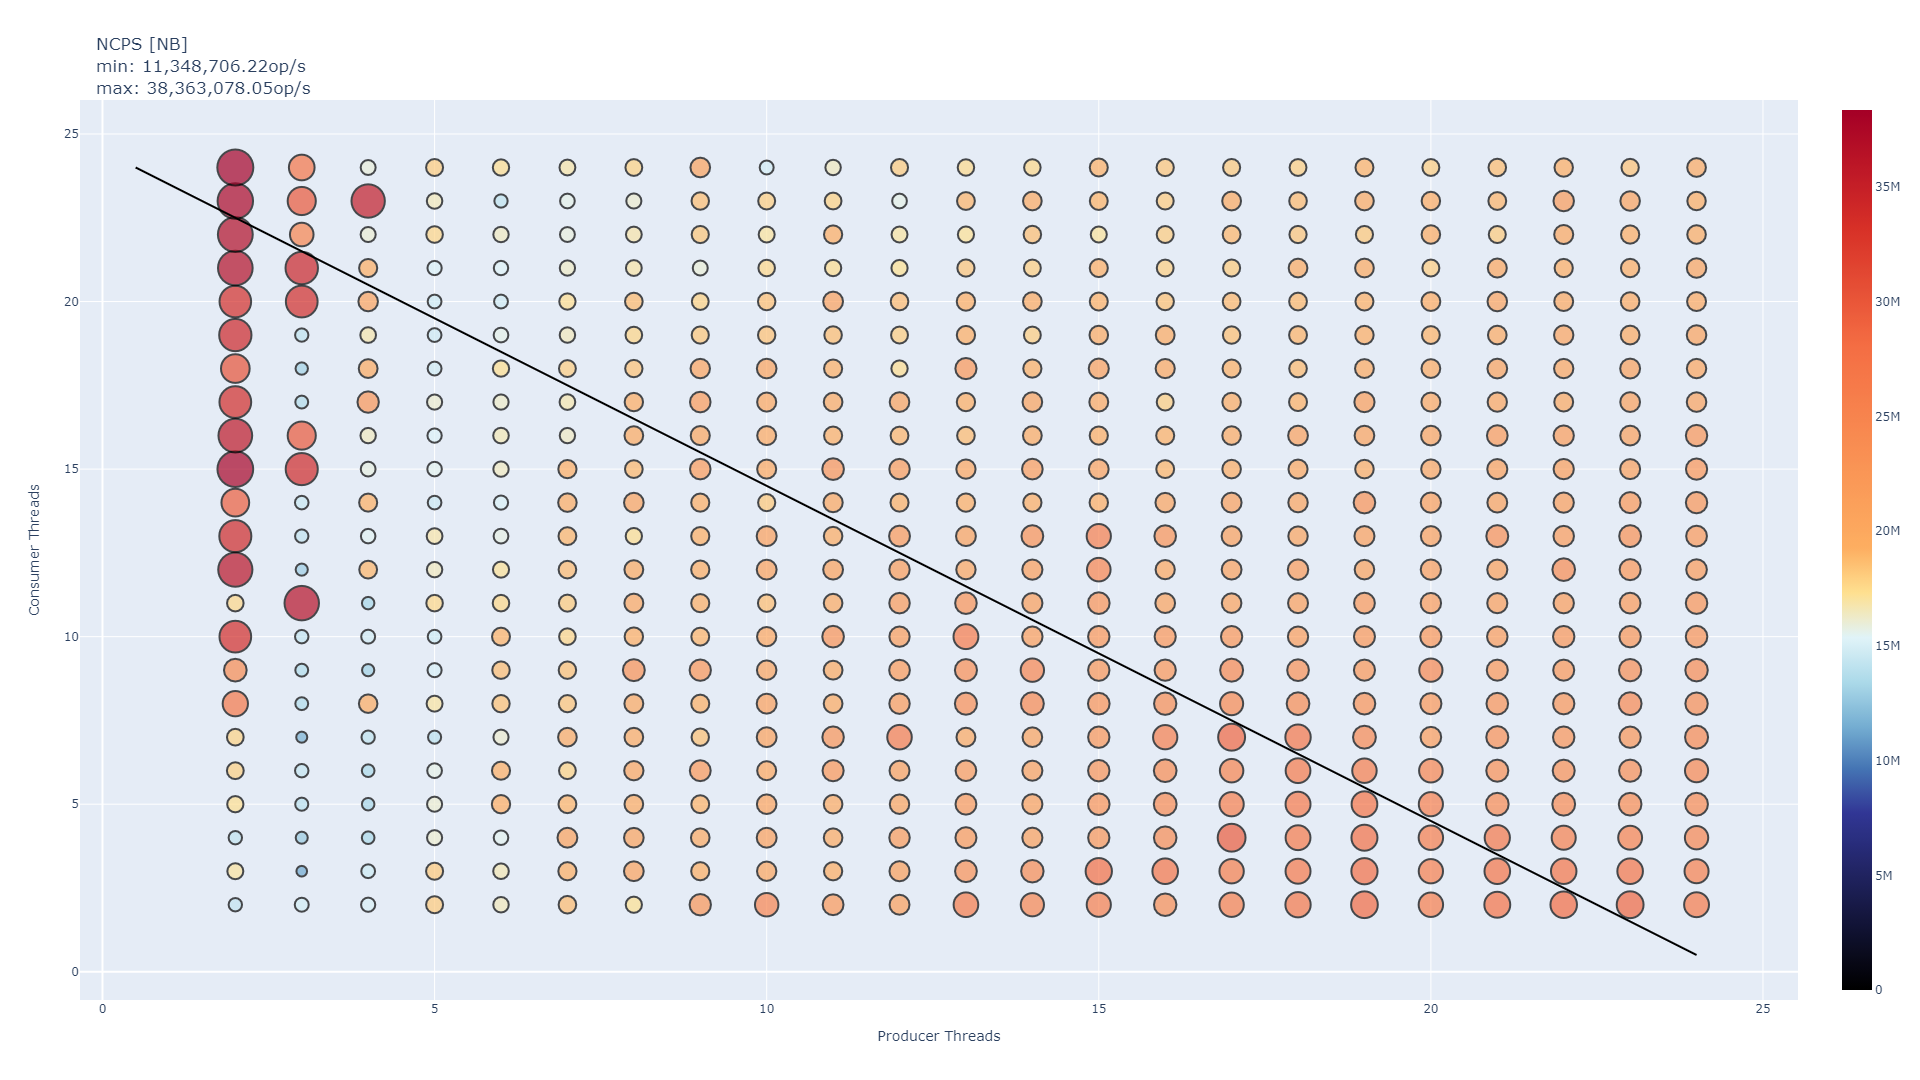 NCPS [NB]
min: 11,348,706.22op/s
max: 38,363,078.05op/s
25
20
15
10
5
0
Consumer Threads
0
5
10
15
20
25
Producer Threads
35M
30M
25M
20M
15M
10M
5M
0